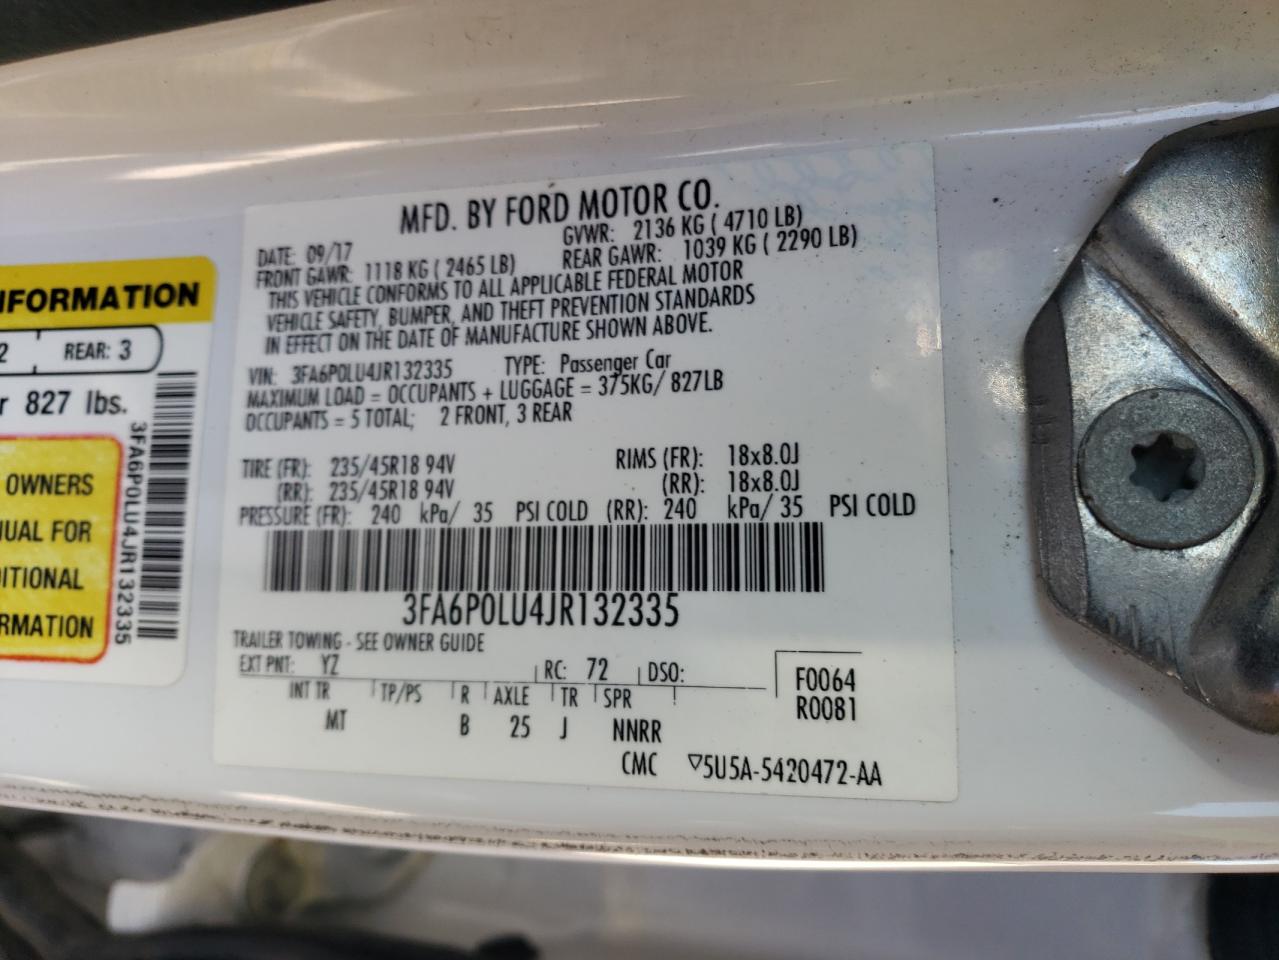 MFD. BY FORD MOTOR CO.
DATE: 09/17 GVWR: 2136 KG ( 4710 LB)
FRONT GAWR: 1118 KG ( 2465 LB) REAR GAWR: 1039 KG ( 2290 LB)
THIS VEHICLE CONFORMS TO ALL APPLICABLE FEDERAL MOTOR
VEHICLE SAFETY, BUMPER, AND THEFT PREVENTION STANDARDS
IN EFFECT ON THE DATE OF MANUFACTURE SHOWN ABOVE.
VIN: 3FA6P0LU4JR132335 TYPE: Passenger Car
MAXIMUM LOAD = OCCUPANTS + LUGGAGE = 375KG/ 827LB
OCCUPANTS = 5 TOTAL; 2 FRONT, 3 REAR
TIRE (FR): 235/45R18 94V RIMS (FR): 18x8.0J
(RR): 235/45R18 94V (RR): 18x8.0J
PRESSURE (FR): 240 kPa/ 35 PSI COLD (RR): 240 kPa/ 35 PSI COLD
3FA6P0LU4JR132335
TRAILER TOWING - SEE OWNER GUIDE
EXT PNT: YZ RC: 72 DSO:
INT TR TP/PS R AXLE TR SPR
MT B 25 J NNRR
F0064
R0081
CMC ▽5U5A-5420472-AA
NFORMATION
2 REAR: 3
r 827 lbs.
OWNERS
UAL FOR
ITIONAL
RMATION
3FA6P0LU4JR132335